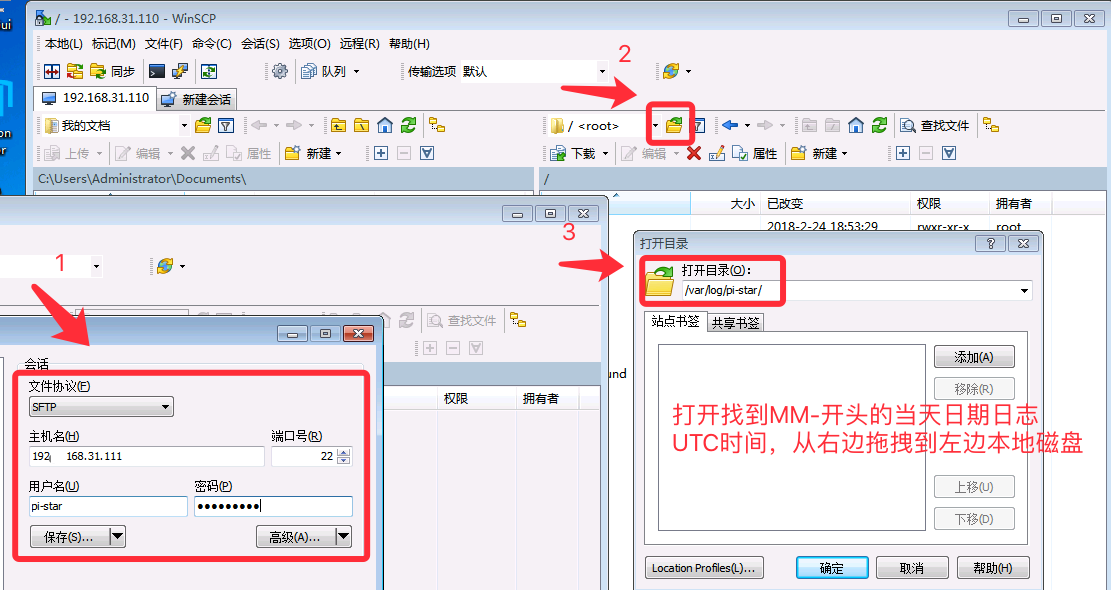 / - 192.168.31.110 - WinSCP
本地(L) 标记(M) 文件(F) 命令(C) 会话(S) 选项(O) 远程(R) 帮助(H)
同步 队列 传输选项 默认
2
192.168.31.110 新建会话
我的文档 / <root> 查找文件
上传 编辑 属性 新建 下载 编辑 属性 新建
C:\Users\Administrator\Documents\ /
大小 已改变 权限 拥有者
2018-2-24 18:53:29 rwxr-xr-x root
1
3
打开目录
打开目录(O):
/var/log/pi-star/
站点书签 共享书签
添加(A)
移除(R)
上移(U)
下移(D)
Location Profiles(L)... 确定 取消 帮助(H)
打开找到MM-开头的当天日期日志
UTC时间，从右边拖拽到左边本地磁盘
查找文件
权限 拥有者
会话
文件协议(F)
SFTP
主机名(H) 端口号(R)
192 168.31.111 22
用户名(U) 密码(P)
pi-star ●●●●●●●●●
保存(S)... 高级(A)...